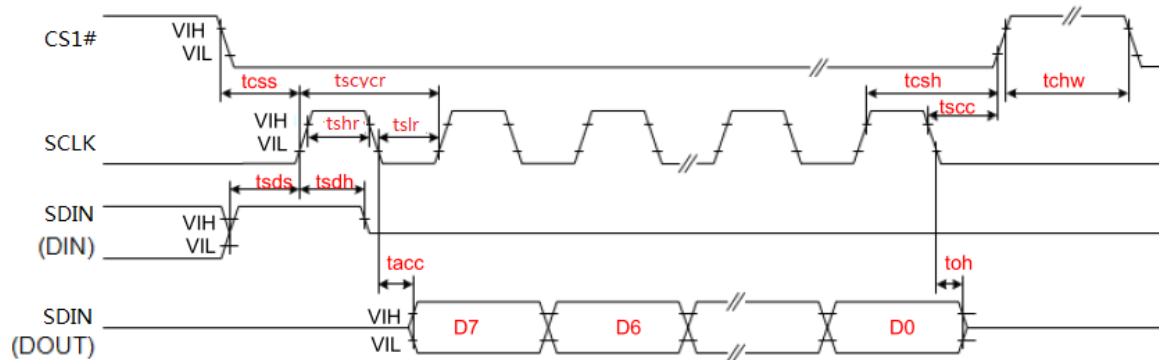 CS1#
VIH
VIL
tcss
tscycr
tcsh
tchw
tscc
SCLK
VIH
VIL
tshr
tslr
tsds
tsdh
SDIN
(DIN)
VIH
VIL
tacc
toh
SDIN
(DOUT)
VIH
VIL
D7
D6
D0